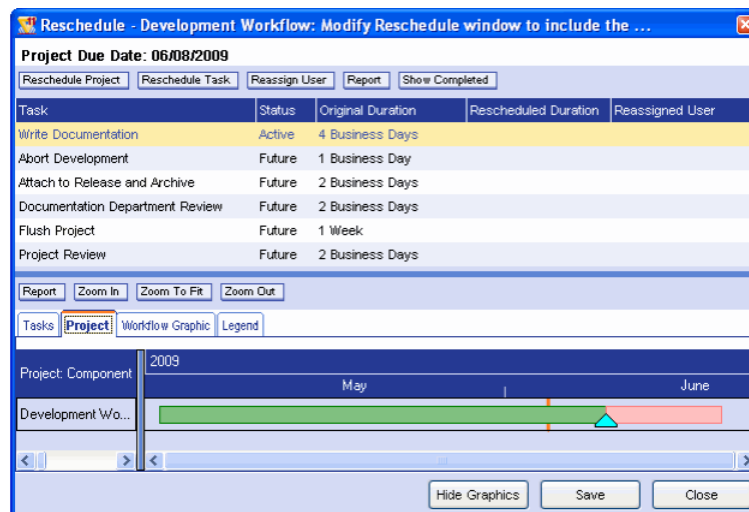 Reschedule - Development Workflow: Modify Reschedule window to include the ...
Project Due Date: 06/08/2009
Reschedule Project Reschedule Task Reassign User Report Show Completed
Task Status Original Duration Rescheduled Duration Reassigned User
Write Documentation Active 4 Business Days
Abort Development Future 1 Business Day
Attach to Release and Archive Future 2 Business Days
Documentation Department Review Future 2 Business Days
Flush Project Future 1 Week
Project Review Future 2 Business Days
Report Zoom In Zoom To Fit Zoom Out
Tasks Project Workflow Graphic Legend
Project: Component 2009
May June
Development Wo...
Hide Graphics Save Close